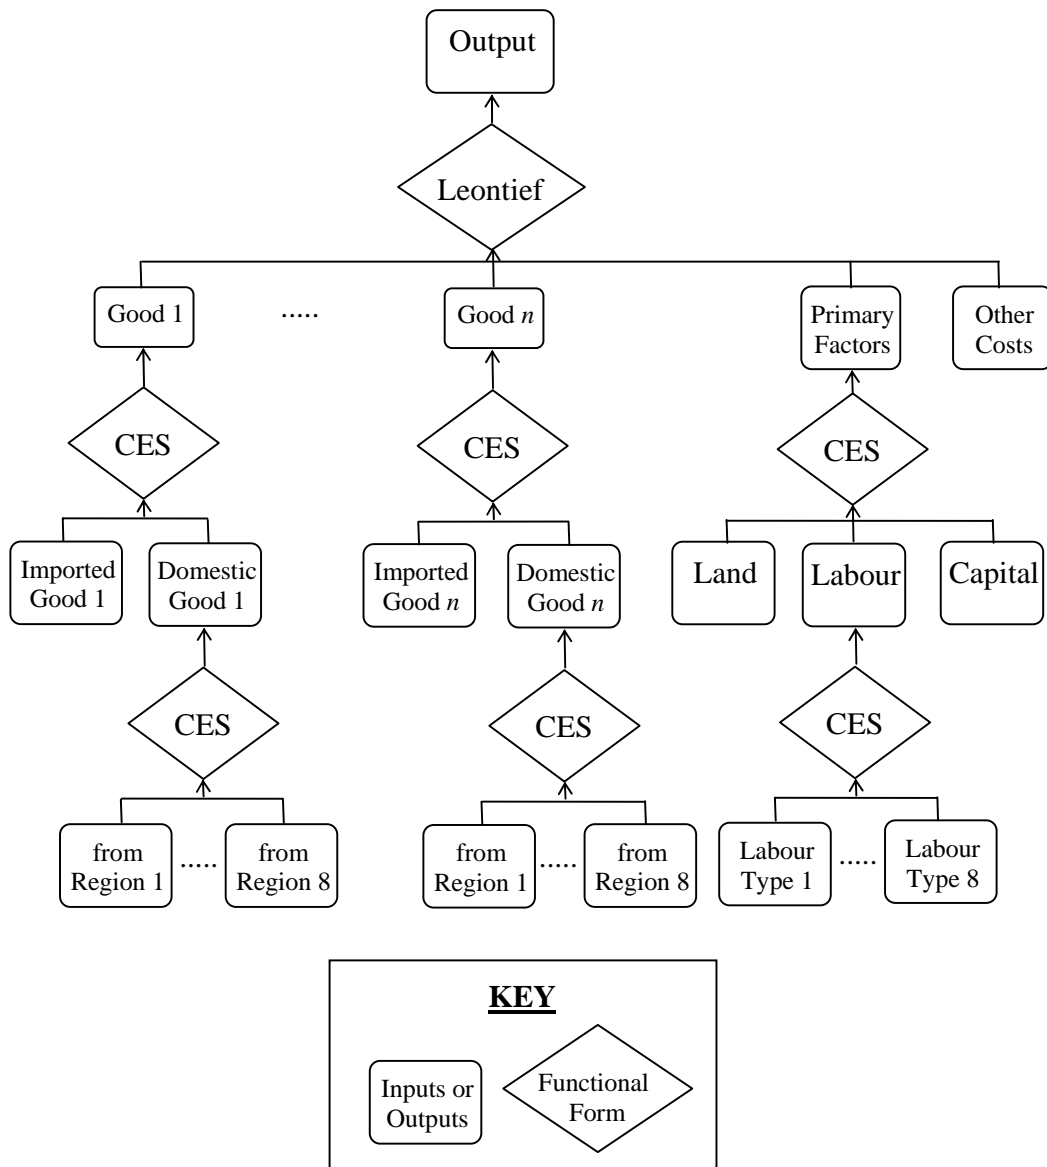 Output
Leontief
Good 1
.....
Good n
Primary
Factors
Other
Costs
CES
CES
CES
Imported
Good 1
Domestic
Good 1
Imported
Good n
Domestic
Good n
Land
Labour
Capital
CES
CES
CES
from
Region 1
.....
from
Region 8
from
Region 1
.....
from
Region 8
Labour
Type 1
.....
Labour
Type 8
KEY
Inputs or
Outputs
Functional
Form